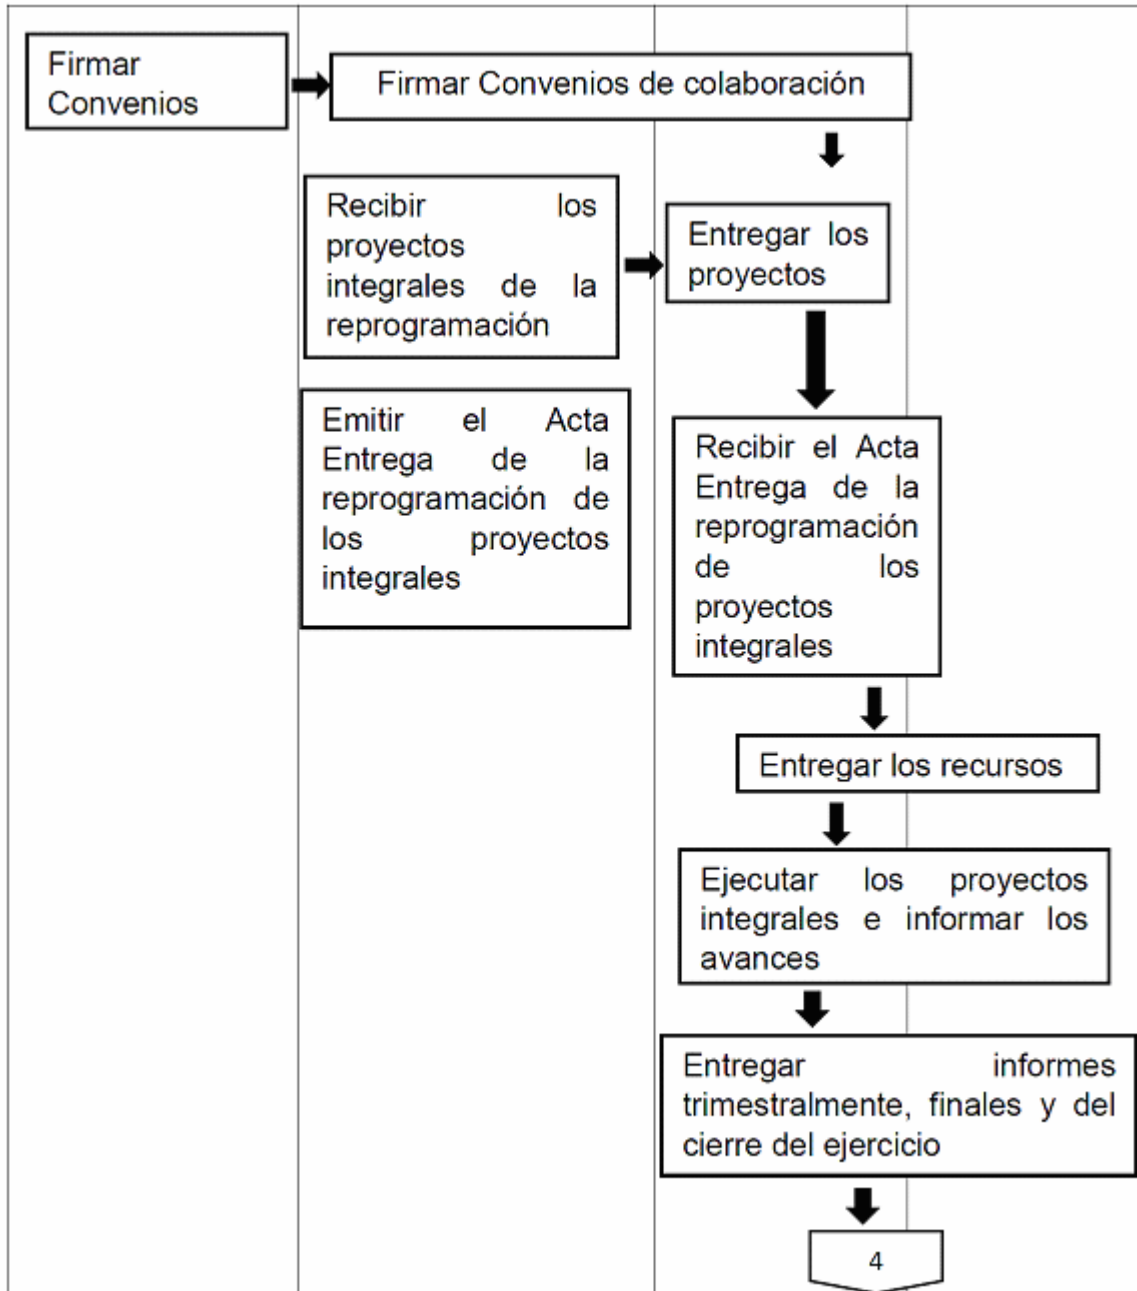 Firmar
Convenios
Firmar Convenios de colaboración
Recibir los
proyectos
integrales de la
reprogramación
Entregar los
proyectos
Emitir el Acta
Entrega de la
reprogramación de
los proyectos
integrales
Recibir el Acta
Entrega de la
reprogramación
de los
proyectos
integrales
Entregar los recursos
Ejecutar los proyectos
integrales e informar los
avances
Entregar informes
trimestralmente, finales y del
cierre del ejercicio
4